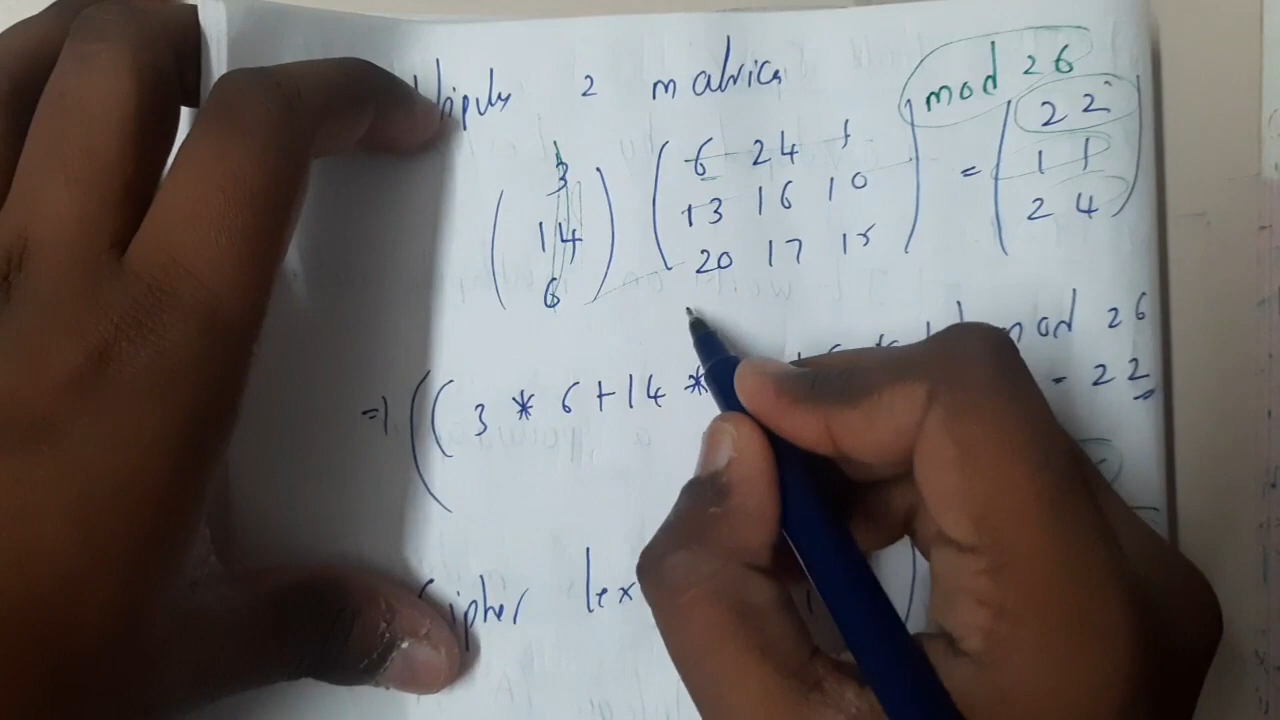 2 matrics
mod 26
3 6 24 1 22
14 13 16 10 = 11
6 20 17 15 24
mod 26
=) ((3 * 6 + 14 * = 22
Cipher tex